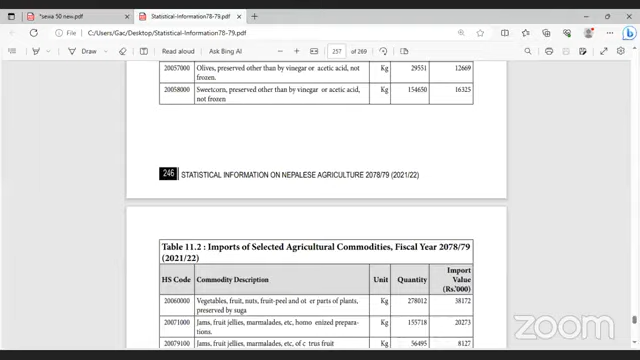 *sewa 50 new.pdf
Statistical-Information78-79.pdf
File | C:/Users/Gac/Desktop/Statistical-Information78-79.pdf
Draw
Read aloud
Ask Bing AI
257 of 269
20057000 Olives, preserved other than by vinegar or acetic acid, not Kg 29551 12669
frozen.
20058000 Sweetcorn, preserved other than by vinegar or acetic acid, Kg 154650 16325
not frozen
246 STATISTICAL INFORMATION ON NEPALESE AGRICULTURE 2078/79 (2021/22)
Table 11.2 : Imports of Selected Agricultural Commodities, Fiscal Year 2078/79
(2021/22)
HS Code Commodity Description Unit Quantity Import Value (Rs.'000)
20060000 Vegetables, fruit, nuts, fruit-peel and ot er parts of plants, Kg 278012 38172
preserved by suga
20071000 Jams, fruit jellies, marmalades, etc, homo enized prepara- Kg 155718 20273
tions.
20079100 Jams, fruit jellies, marmalades, etc, of c trus fruit Kg 56495 8127
ZOOM